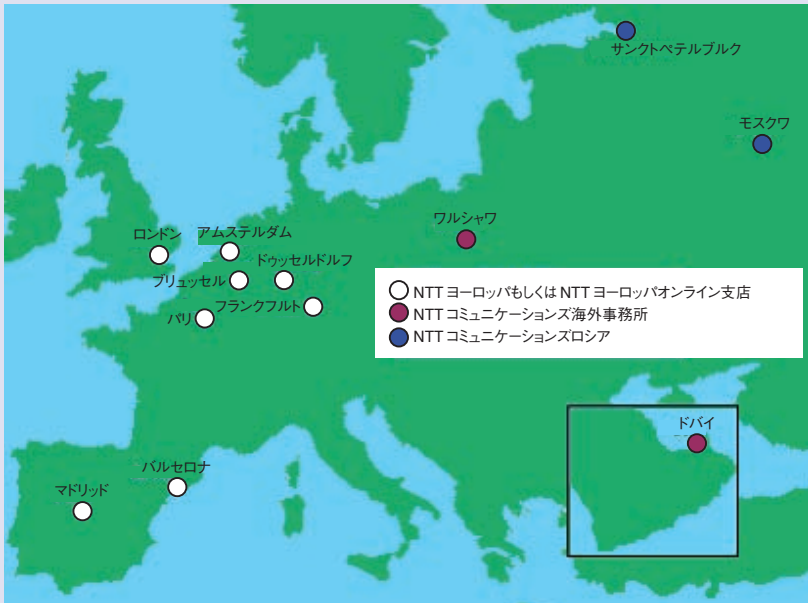 サンクトペテルブルク
モスクワ
ワルシャワ
ロンドン
アムステルダム
ドゥッセルドルフ
ブリュッセル
フランクフルト
パリ
NTT ヨーロッパもしくは NTT ヨーロッパオンライン支店
NTT コミュニケーションズ海外事務所
NTT コミュニケーションズロシア
ドバイ
バルセロナ
マドリッド